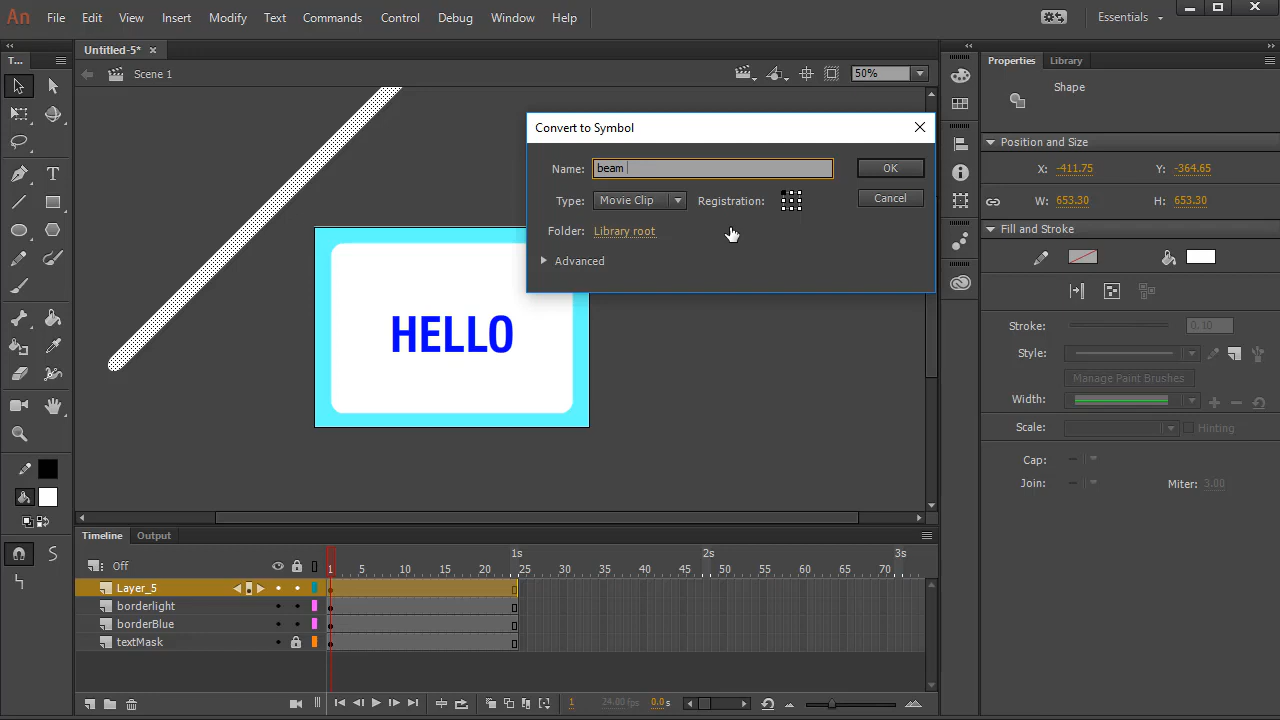 An File Edit View Insert Modify Text Commands Control Debug Window Help Essentials
Untitled-5*
T... Properties Library
Scene 1 50%
Shape
Convert to Symbol
Name: beam OK
Type: Movie Clip Registration: Cancel
Folder: Library root
Advanced
Position and Size
X: -411.75 Y: -364.65
W: 653.30 H: 653.30
Fill and Stroke
Stroke: 0.10
Style:
Manage Paint Brushes
Width:
Scale: Hinting
Cap:
Join: Miter: 3.00
HELLO
Timeline Output
1s 2s 3s
Off 1 5 10 15 20 25 30 35 40 45 50 55 60 65 70
Layer_5
borderlight
borderBlue
textMask
1 24.00 fps 0.0s